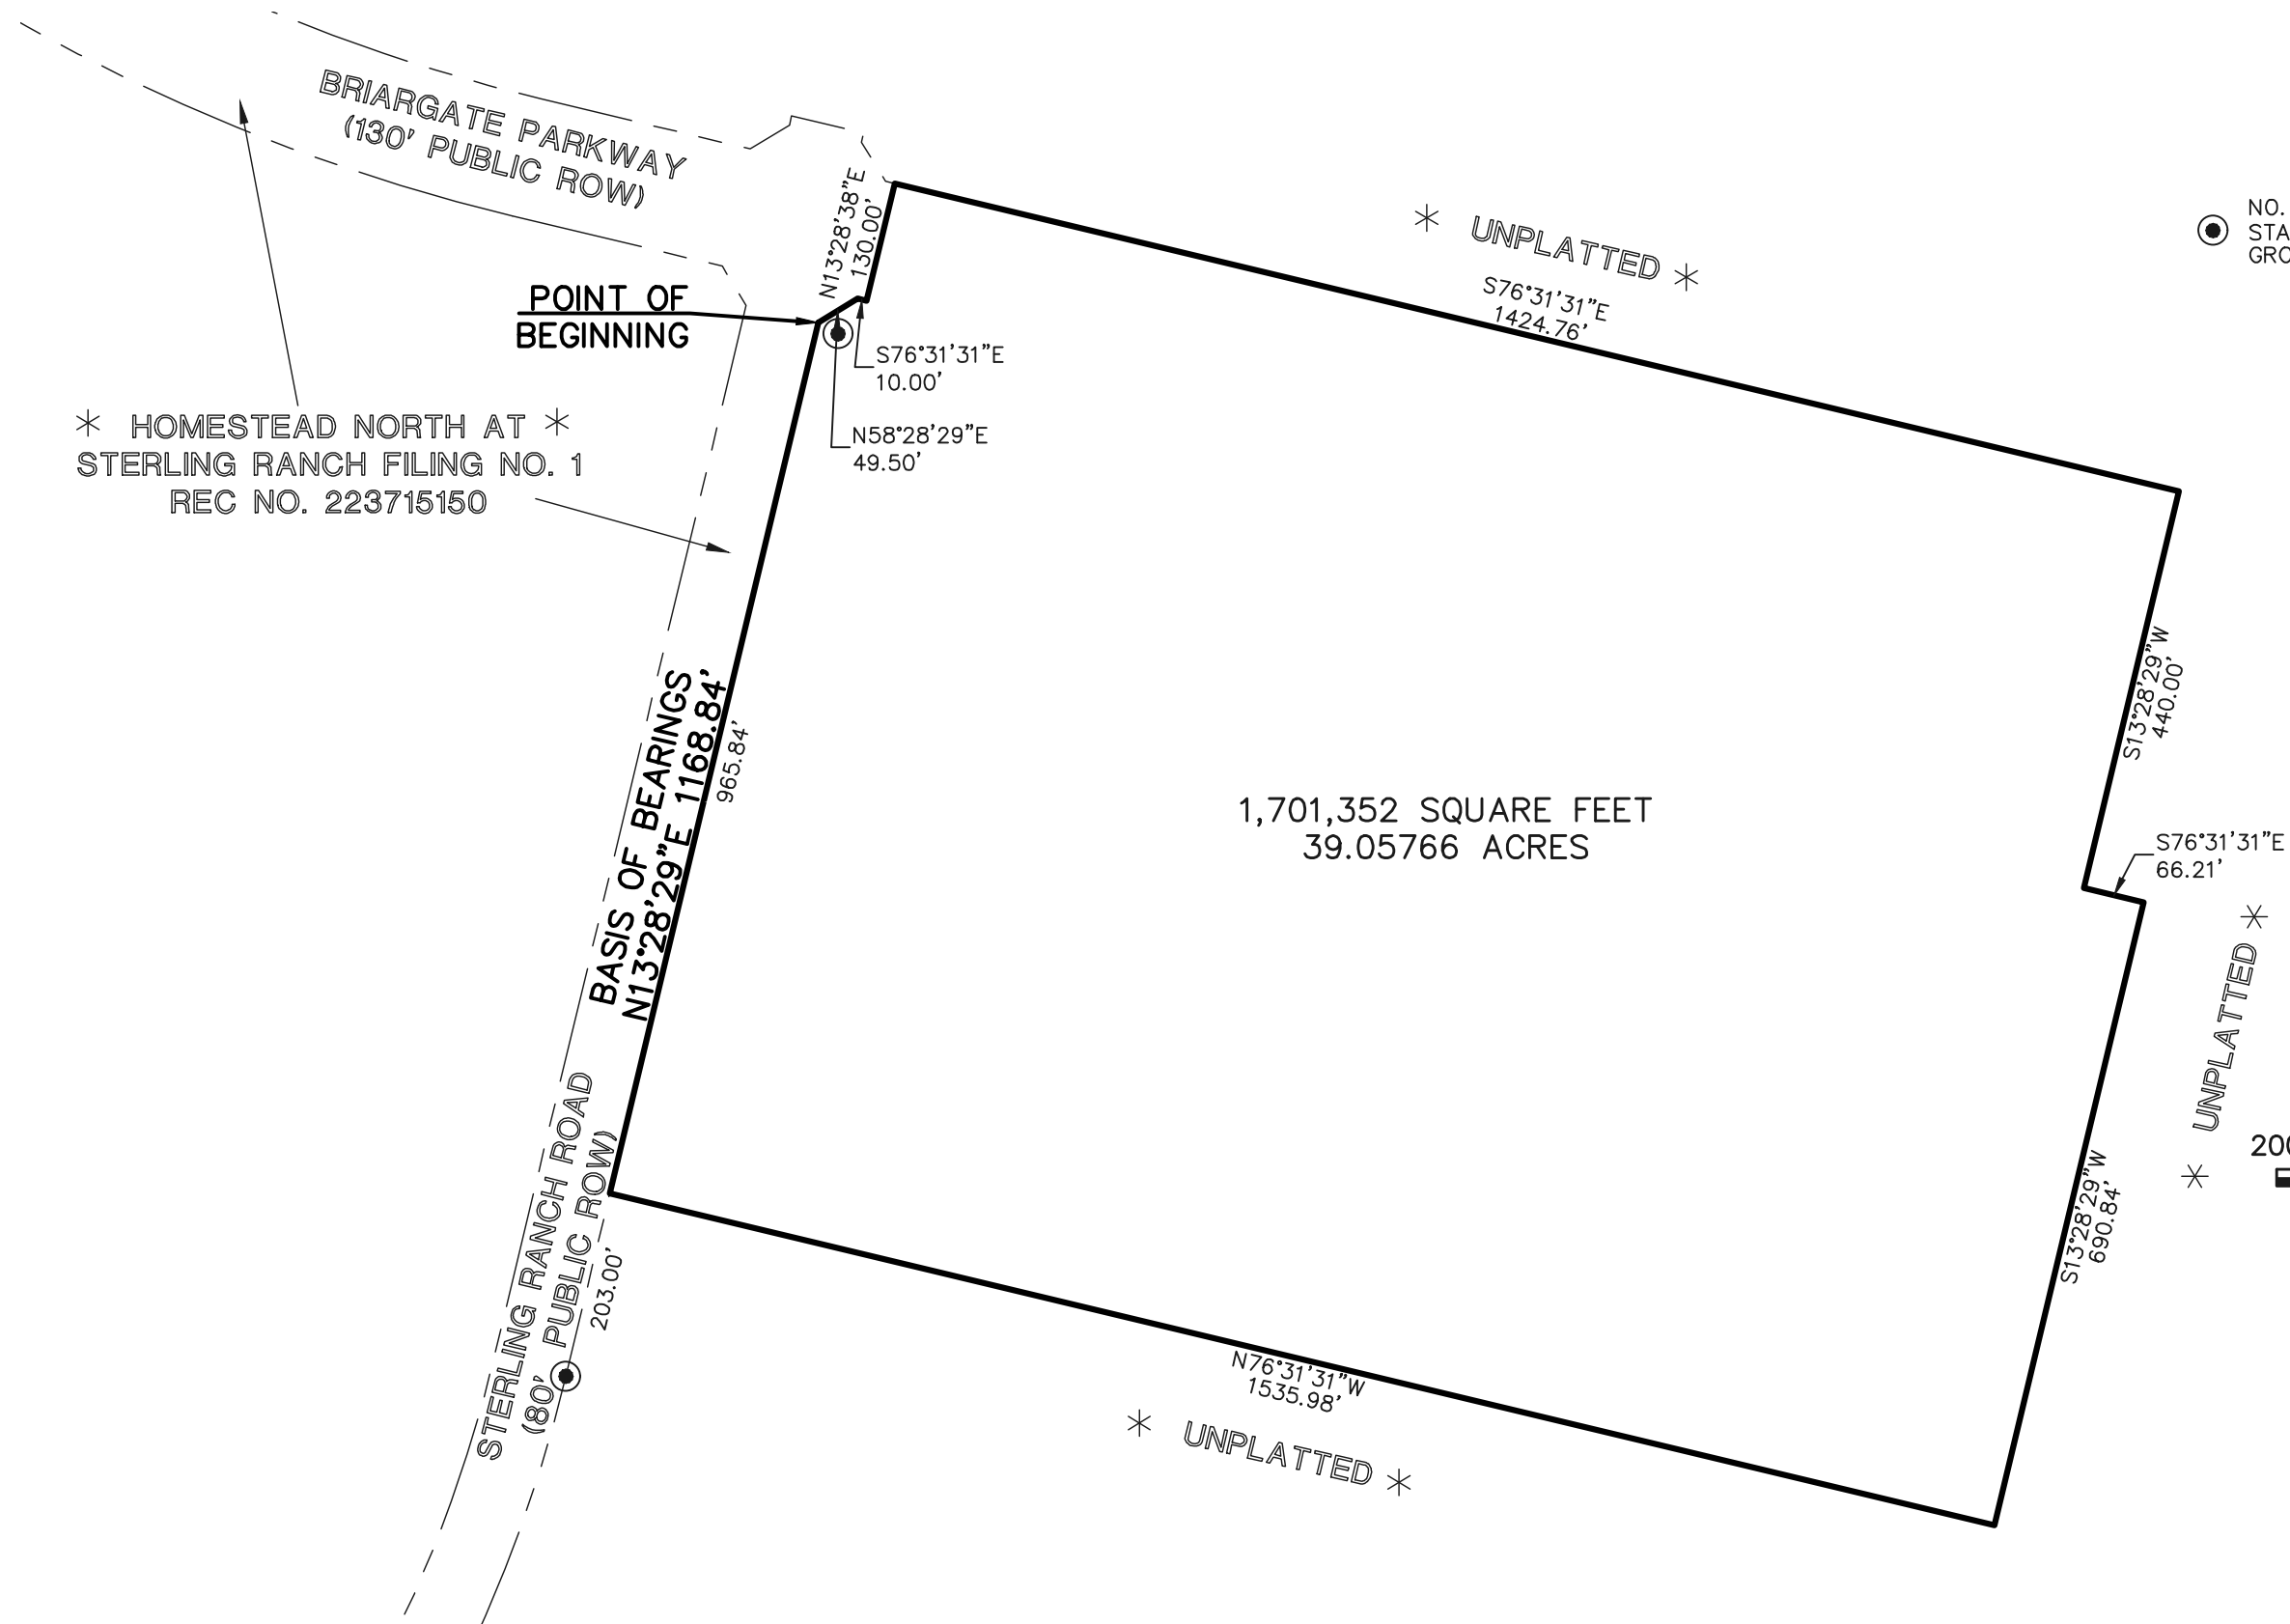 BRIARGATE PARKWAY
(130' PUBLIC ROW)
N13°28'38"E
130.00'
✳ UNPLATTED ✳
S76°31'31"E
1424.76'
NO.
STA
GRO
POINT OF
BEGINNING
S76°31'31"E
10.00'
N58°28'29"E
49.50'
✳ HOMESTEAD NORTH AT ✳
STERLING RANCH FILING NO. 1
REC NO. 223715150
BASIS OF BEARINGS
N13°28'29"E 1168.84'
965.84'
1,701,352 SQUARE FEET
39.05766 ACRES
S13°28'29"W
440.00'
S76°31'31"E
66.21'
✳ UNPLATTED ✳
200
S13°28'29"W
690.84'
STERLING RANCH ROAD
(80' PUBLIC ROW)
203.00'
N76°31'31"W
1535.98'
✳ UNPLATTED ✳